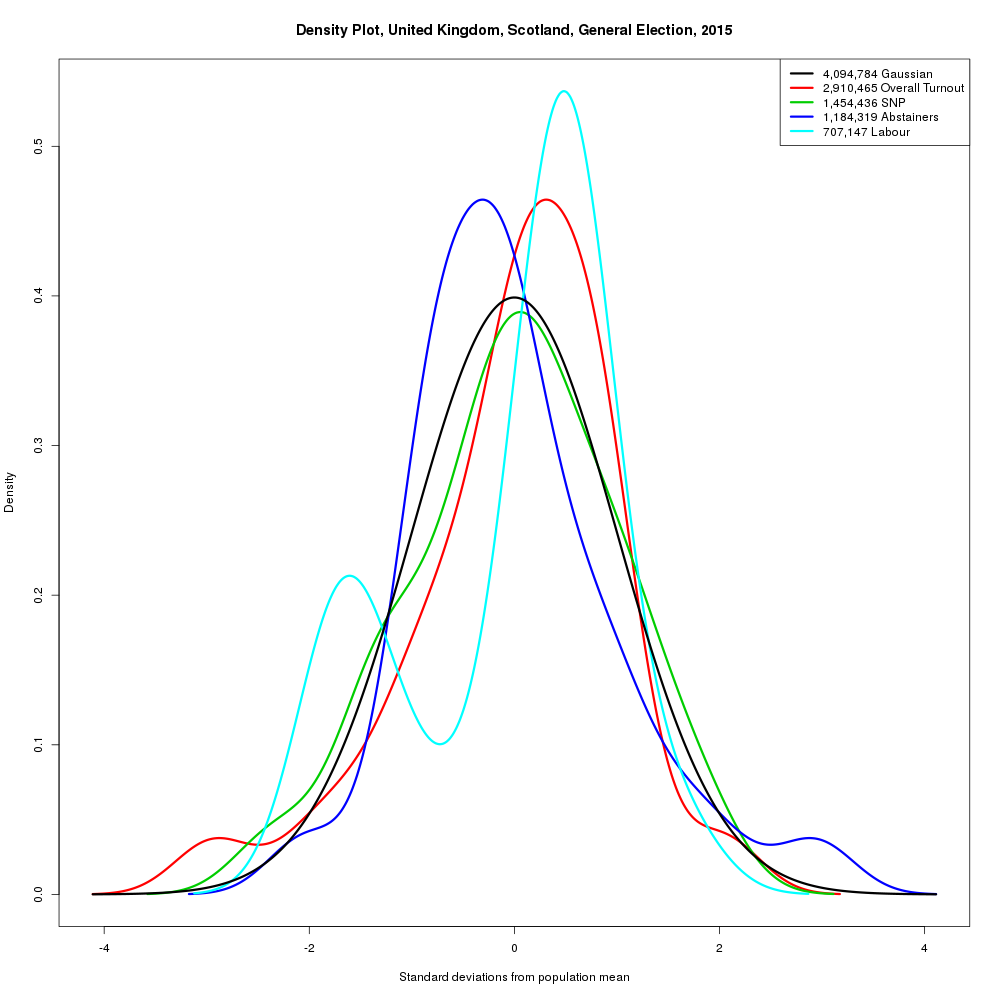 Density Plot, United Kingdom, Scotland, General Election, 2015
4,094,784 Gaussian
2,910,465 Overall Turnout
1,454,436 SNP
1,184,319 Abstainers
707,147 Labour
Density
0.5
0.4
0.3
0.2
0.1
0.0
-4 -2 0 2 4
Standard deviations from population mean